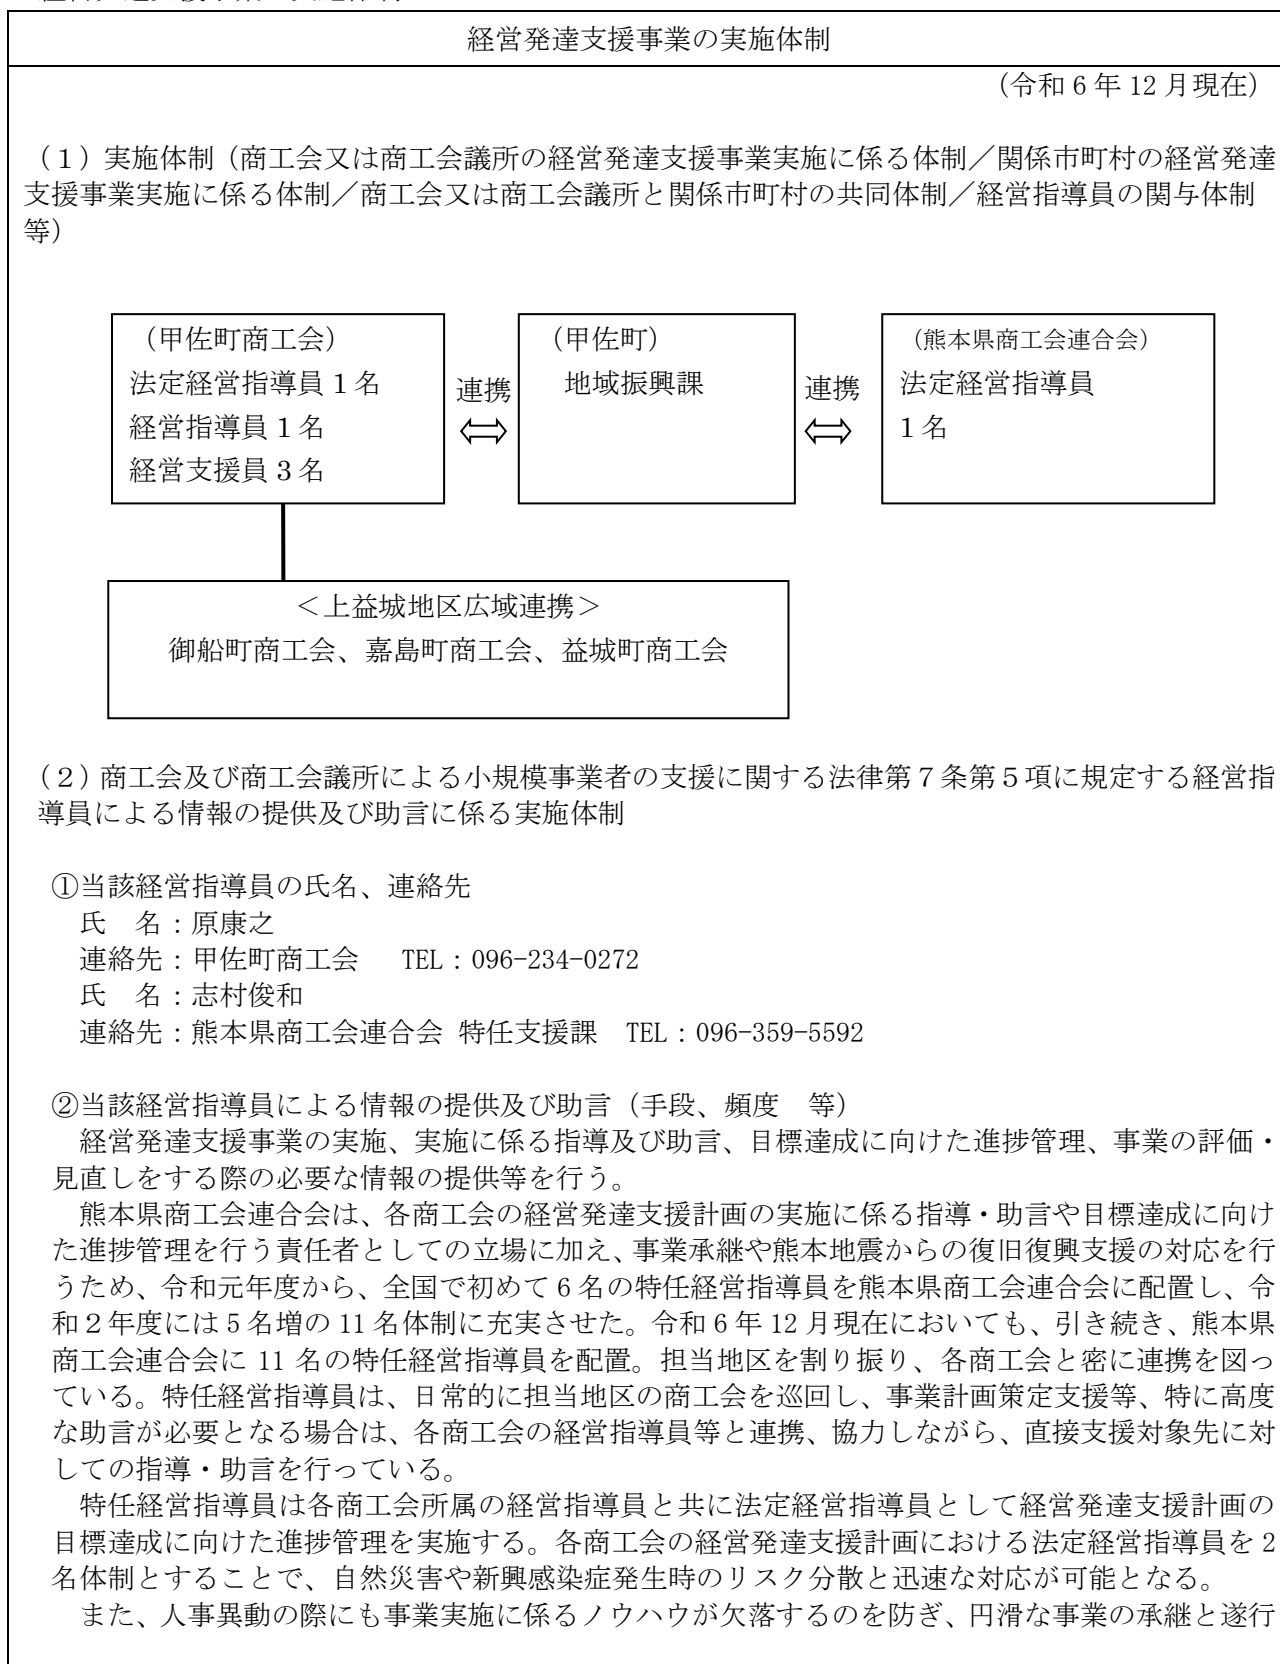 経営発達支援事業の実施体制
（令和６年 12 月現在）
（１）実施体制（商工会又は商工会議所の経営発達支援事業実施に係る体制／関係市町村の経営発達
支援事業実施に係る体制／商工会又は商工会議所と関係市町村の共同体制／経営指導員の関与体制
等）
（甲佐町商工会）
法定経営指導員１名
経営指導員１名
経営支援員３名
連携
⇔
（甲佐町）
地域振興課
連携
⇔
（熊本県商工会連合会）
法定経営指導員
１名
＜上益城地区広域連携＞
御船町商工会、嘉島町商工会、益城町商工会
（２）商工会及び商工会議所による小規模事業者の支援に関する法律第７条第５項に規定する経営指
導員による情報の提供及び助言に係る実施体制
①当該経営指導員の氏名、連絡先
氏　名：原康之
連絡先：甲佐町商工会　 TEL：096-234-0272
氏　名：志村俊和
連絡先：熊本県商工会連合会 特任支援課　TEL：096-359-5592
②当該経営指導員による情報の提供及び助言（手段、頻度　等）
経営発達支援事業の実施、実施に係る指導及び助言、目標達成に向けた進捗管理、事業の評価・
見直しをする際の必要な情報の提供等を行う。
熊本県商工会連合会は、各商工会の経営発達支援計画の実施に係る指導・助言や目標達成に向け
た進捗管理を行う責任者としての立場に加え、事業承継や熊本地震からの復旧復興支援の対応を行
うため、令和元年度から、全国で初めて６名の特任経営指導員を熊本県商工会連合会に配置し、令
和２年度には５名増の 11 名体制に充実させた。令和６年 12 月現在においても、引き続き、熊本県
商工会連合会に 11 名の特任経営指導員を配置。担当地区を割り振り、各商工会と密に連携を図っ
ている。特任経営指導員は、日常的に担当地区の商工会を巡回し、事業計画策定支援等、特に高度
な助言が必要となる場合は、各商工会の経営指導員等と連携、協力しながら、直接支援対象先に対
しての指導・助言を行っている。
特任経営指導員は各商工会所属の経営指導員と共に法定経営指導員として経営発達支援計画の
目標達成に向けた進捗管理を実施する。各商工会の経営発達支援計画における法定経営指導員を２
名体制とすることで、自然災害や新興感染症発生時のリスク分散と迅速な対応が可能となる。
また、人事異動の際にも事業実施に係るノウハウが欠落するのを防ぎ、円滑な事業の承継と遂行